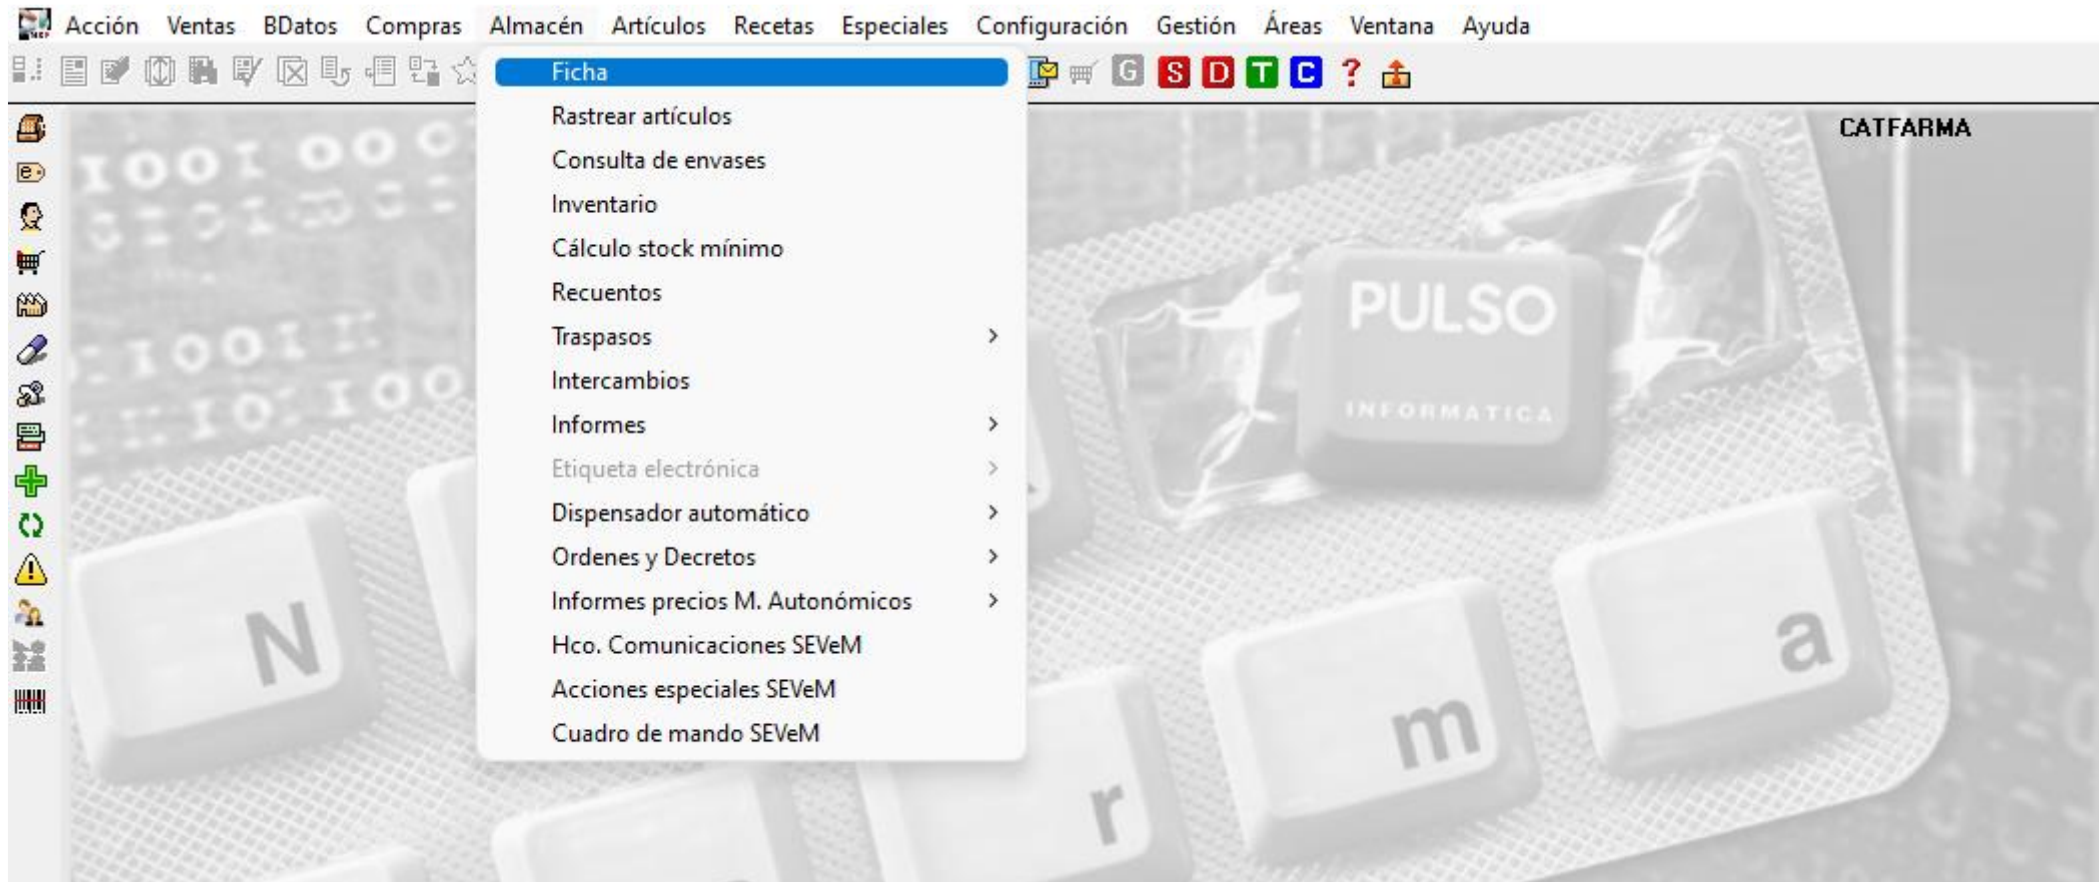 Acción Ventas BDatos Compras Almacén Artículos Recetas Especiales Configuración Gestión Áreas Ventana Ayuda
G S D T C ?
Ficha
Rastrear artículos
Consulta de envases
Inventario
Cálculo stock mínimo
Recuentos
Traspasos
Intercambios
Informes
Etiqueta electrónica
Dispensador automático
Ordenes y Decretos
Informes precios M. Autonómicos
Hco. Comunicaciones SEVeM
Acciones especiales SEVeM
Cuadro de mando SEVeM
CATFARMA
PULSO
INFORMATICA
N
r
m
a